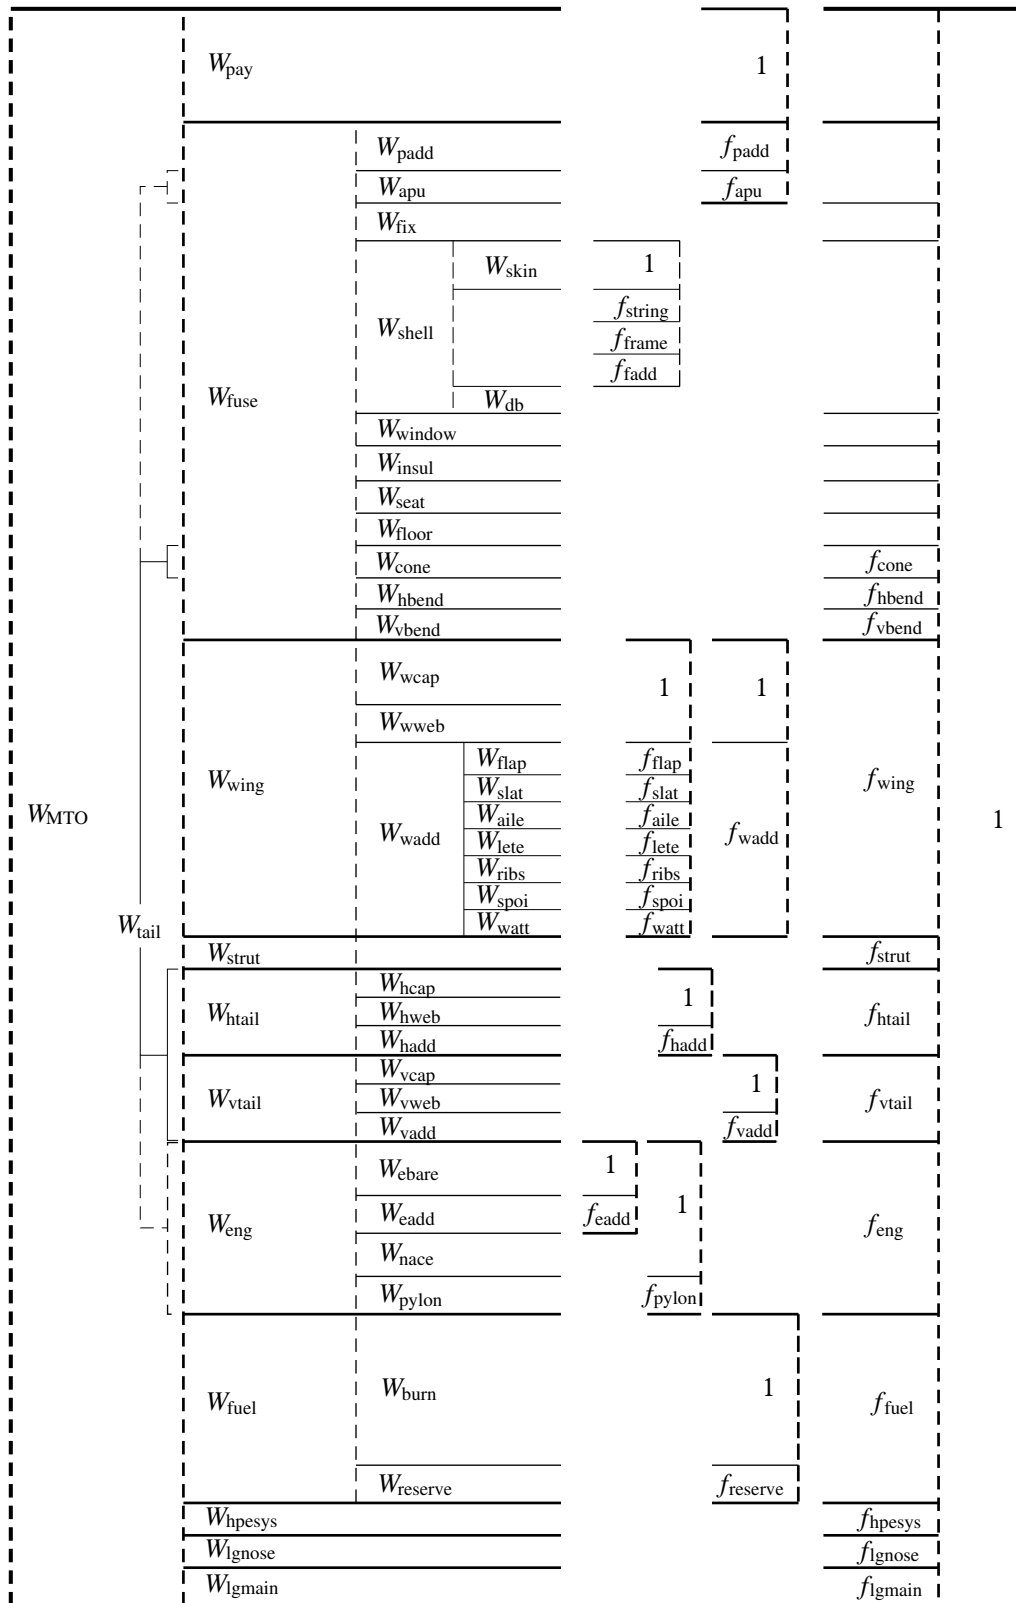 W_pay 1
W_padd f_padd
W_apu f_apu
W_fix
W_skin 1
f_string
W_shell f_frame
f_fadd
W_fuse W_db
W_window
W_insul
W_seat
W_floor
W_cone f_cone
W_hbend f_hbend
W_vbend f_vbend
W_wcap 1 1
W_wweb
W_flap f_flap
W_wing W_slat f_slat f_wing
W_MTO W_aile f_aile 1
W_wadd W_lete f_lete f_wadd
W_ribs f_ribs
W_spoi f_spoi
W_tail W_watt f_watt
W_strut f_strut
W_hcap 1
W_htail W_hweb f_htail
W_hadd f_hadd
W_vcap 1
W_vtail W_vweb f_vtail
W_vadd f_vadd
W_ebare 1
W_eng W_eadd f_eadd 1 f_eng
W_nace
W_pylon f_pylon
W_fuel W_burn 1 f_fuel
W_reserve f_reserve
W_hpesys f_hpesys
W_lgnose f_lgnose
W_lgmain f_lgmain